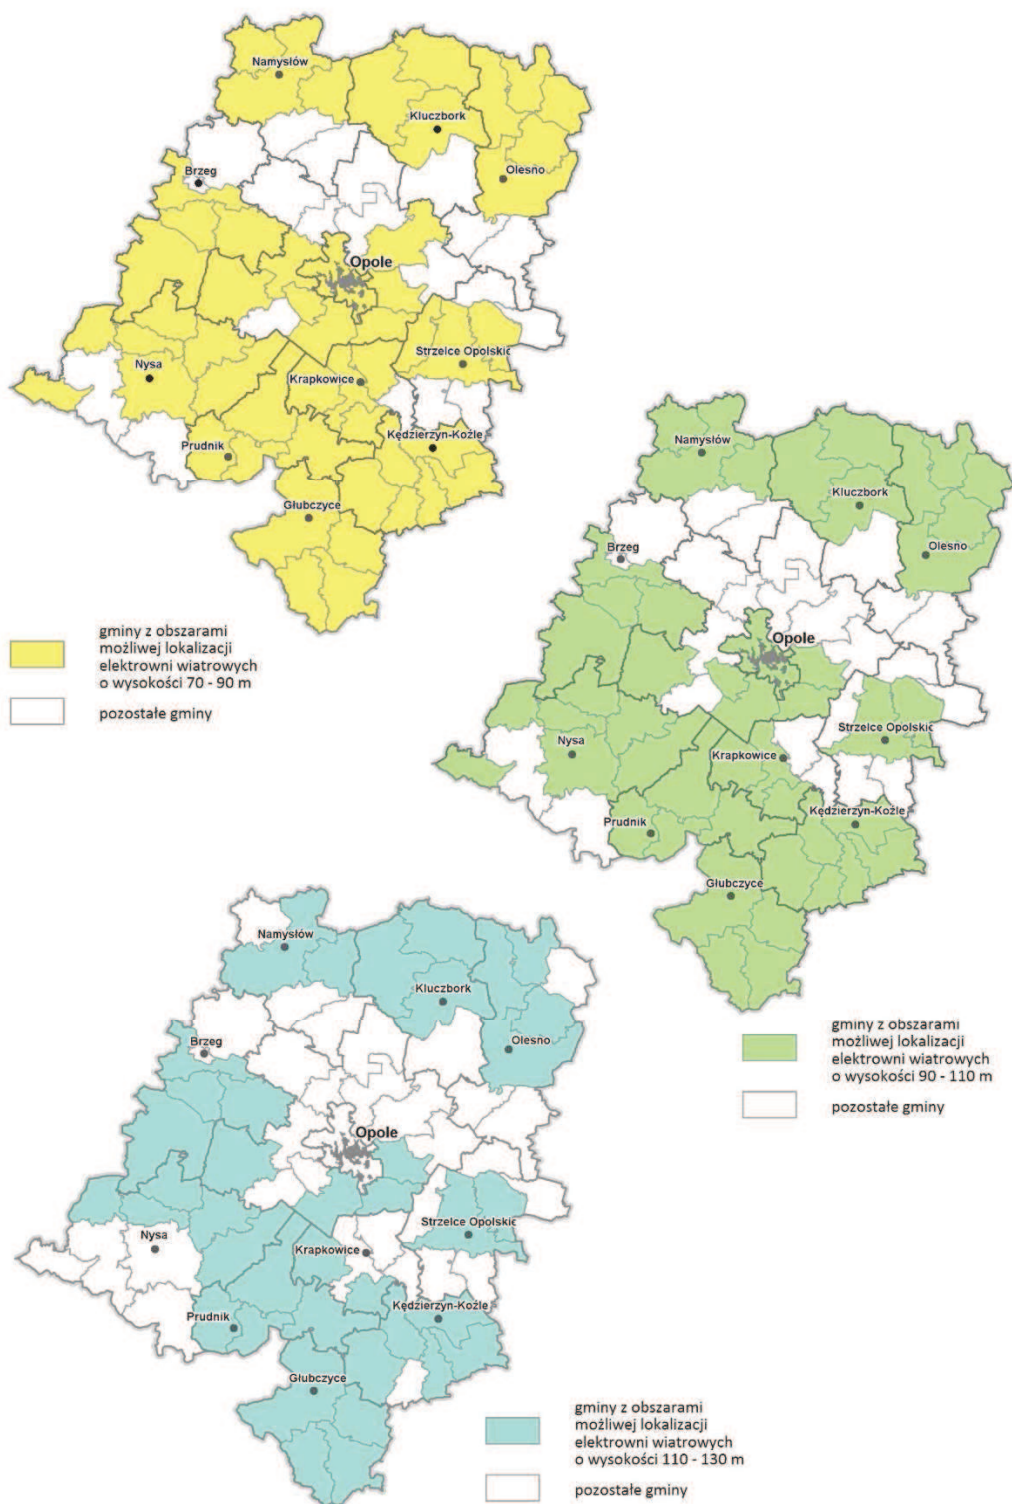 Namysłów
Kluczbork
Olesno
Brzeg
Opole
Strzelce Opolskie
Nysa
Krapkowice
Prudnik
Kędzierzyn-Koźle
Głubczyce
gminy z obszarami
możliwej lokalizacji
elektrowni wiatrowych
o wysokości 70 - 90 m
pozostałe gminy
Namysłów
Kluczbork
Olesno
Brzeg
Opole
Strzelce Opolskie
Nysa
Krapkowice
Prudnik
Kędzierzyn-Koźle
Głubczyce
gminy z obszarami
możliwej lokalizacji
elektrowni wiatrowych
o wysokości 90 - 110 m
pozostałe gminy
Namysłów
Kluczbork
Olesno
Brzeg
Opole
Strzelce Opolskie
Nysa
Krapkowice
Prudnik
Kędzierzyn-Koźle
Głubczyce
gminy z obszarami
możliwej lokalizacji
elektrowni wiatrowych
o wysokości 110 - 130 m
pozostałe gminy